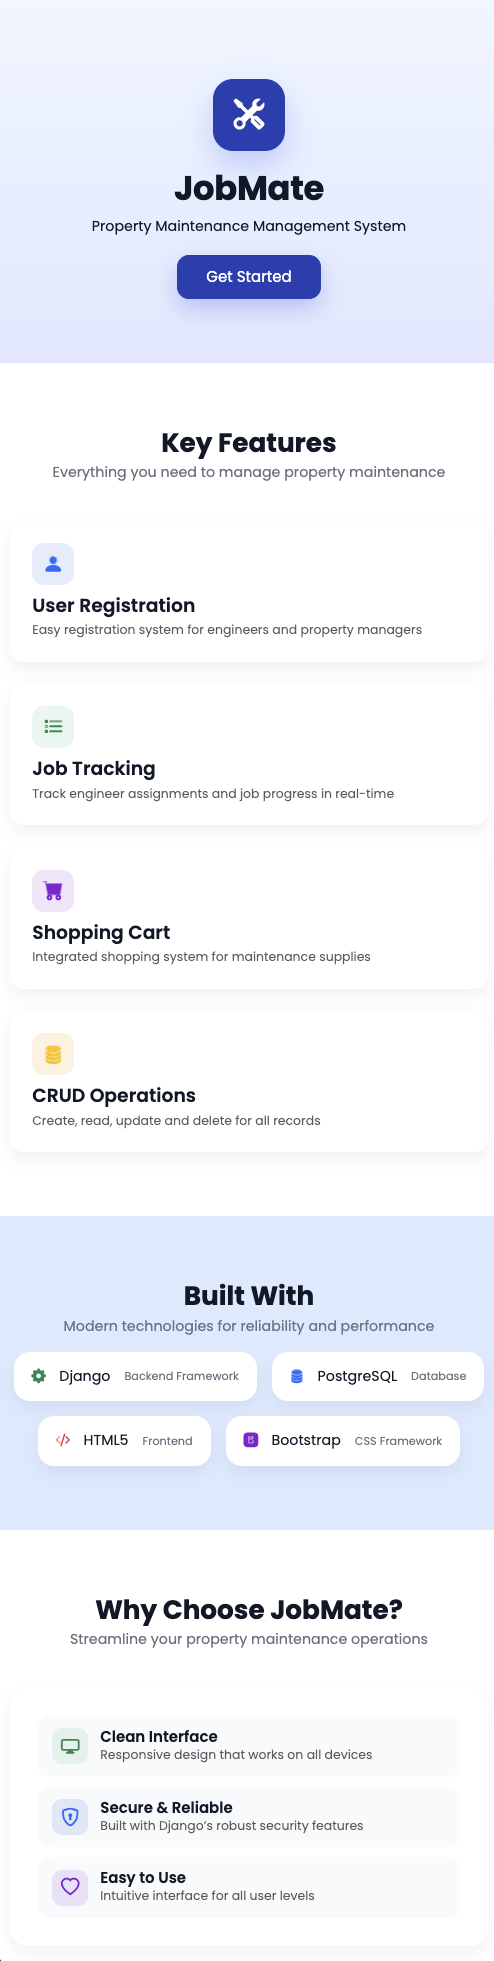 JobMate
Property Maintenance Management System
Get Started
Key Features
Everything you need to manage property maintenance
User Registration
Easy registration system for engineers and property managers
Job Tracking
Track engineer assignments and job progress in real-time
Shopping Cart
Integrated shopping system for maintenance supplies
CRUD Operations
Create, read, update and delete for all records
Built With
Modern technologies for reliability and performance
Django Backend Framework
PostgreSQL Database
HTML5 Frontend
Bootstrap CSS Framework
Why Choose JobMate?
Streamline your property maintenance operations
Clean Interface
Responsive design that works on all devices
Secure & Reliable
Built with Django’s robust security features
Easy to Use
Intuitive interface for all user levels